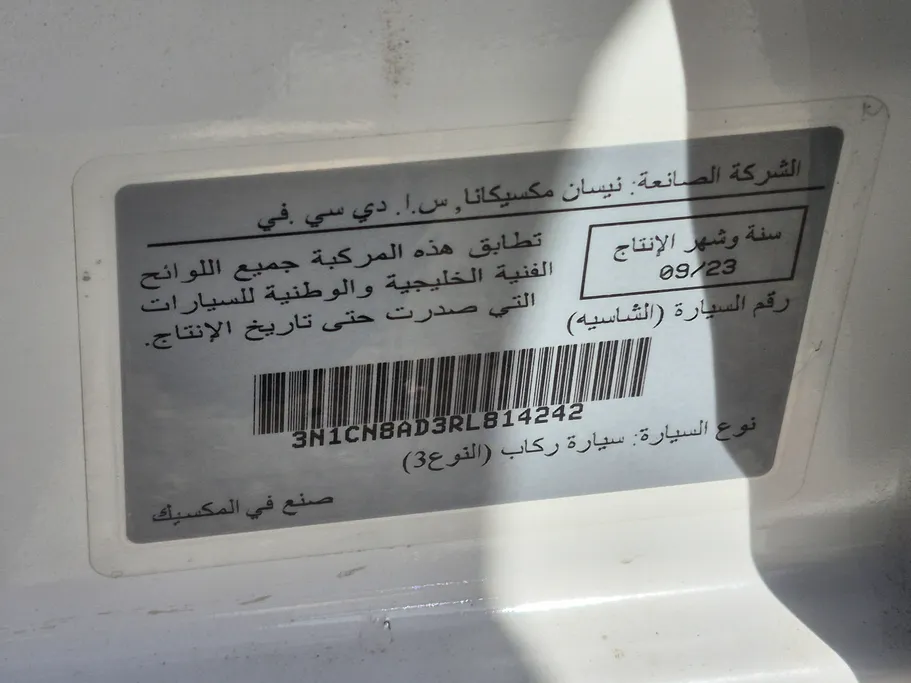 الشركة الصانعة: نيسان مكسيكانا, س.ا. دي سي .في
سنة وشهر الإنتاج
09/23
تطابق هذه المركبة جميع اللوائح
الفنية الخليجية والوطنية للسيارات
التي صدرت حتى تاريخ الإنتاج.
رقم السيارة (الشاسيه)
3N1CN8AD3RL814242
نوع السيارة: سيارة ركاب (النوع3)
صنع في المكسيك